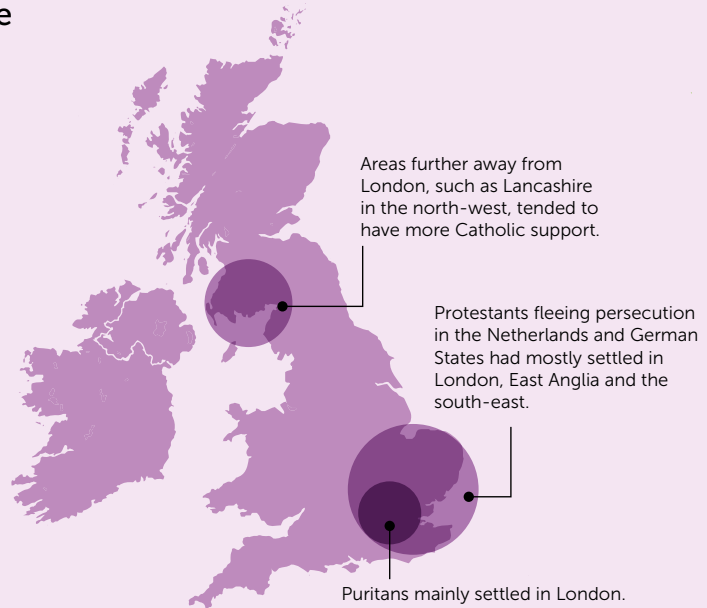 e
Areas further away from
London, such as Lancashire
in the north-west, tended to
have more Catholic support.
Protestants fleeing persecution
in the Netherlands and German
States had mostly settled in
London, East Anglia and the
south-east.
Puritans mainly settled in London.